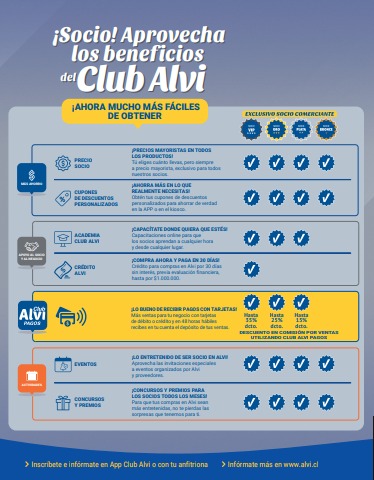 ¡Socio! Aprovecha
los beneficios
del Club Alvi
¡AHORA MUCHO MÁS FÁCILES
DE OBTENER
EXCLUSIVO SOCIO COMERCIANTE
VIP
ORO
PLATA
BRONCE
MÁS AHORRO
PRECIO
SOCIO
¡PRECIOS MAYORISTAS EN TODOS
LOS PRODUCTOS!
Tú eliges cuánto llevas, pero siempre
a precio mayorista, exclusivo para todos
nuestros socios.
CUPONES
DE DESCUENTOS
PERSONALIZADOS
¡AHORRA MÁS EN LO QUE
REALMENTE NECESITAS!
Obtén tus cupones de descuentos
personalizados para ahorrar de verdad
en la APP o en el kiosco.
ACADEMIA
CLUB ALVI
¡CAPACÍTATE DONDE QUIERA QUE ESTÉS!
Capacitaciones online para que
los socios aprendan a cualquier hora
y desde cualquier lugar.
CRÉDITO
ALVI
¡COMPRA AHORA Y PAGA EN 30 DÍAS!
Crédito para compras en Alvi por 30 días
sin interés, previa evaluación financiera,
hasta por $1.000.000.
Club
ALVI
PAGOS
¡LO BUENO DE RECIBIR PAGOS CON TARJETAS!
Más ventas para tu negocio con tarjetas
de débito o crédito y en 48 horas hábiles
recibes en tu cuenta el depósito de tus ventas.
Hasta Hasta Hasta
35% 25% 15%
dcto. dcto. dcto.
DESCUENTO EN COMISIÓN POR VENTAS
UTILIZANDO CLUB ALVI PAGOS
ACTIVIDADES
EVENTOS
¡LO ENTRETENIDO DE SER SOCIO EN ALVI!
Aprovecha las invitaciones especiales
a eventos organizados por Alvi
y proveedores.
CONCURSOS
Y PREMIOS
¡CONCURSOS Y PREMIOS PARA
LOS SOCIOS TODOS LOS MESES!
Para que tus compras en Alvi sean
más entretenidas, no te pierdas las
sorpresas que tenemos para ti.
Inscríbete e infórmate en App Club Alvi o con tu anfitriona
Infórmate más en www.alvi.cl